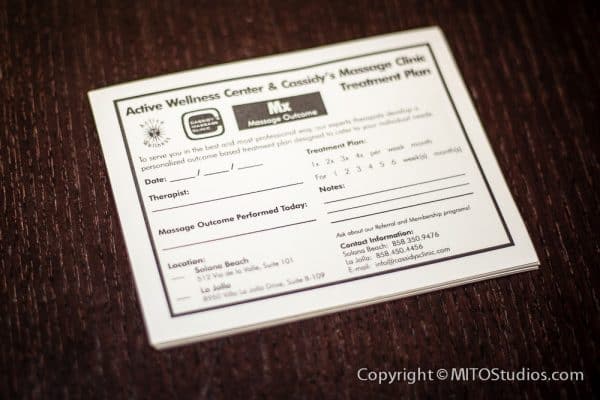 Active Wellness Center & Cassidy's Massage Clinic
Treatment Plan
CASSIDY'S
MASSAGE
CLINIC
Mx
Massage Outcome
To serve you in the best and most professional way, our experts therapists develop a
personalized outcome based treatment plan designed to cater to your individual needs.
Date: ____/____/____
Therapist:
Massage Outcome Performed Today:
Location:
___ Solana Beach
512 Via de la Valle, Suite 101
___ La Jolla
8950 Villa La Jolla Drive, Suite B-109
Treatment Plan:
1x 2x 3x 4x per week month
For 1 2 3 4 5 6 week(s) month(s)
Notes:
Ask about our Referral and Membership programs!
Contact Information:
Solana Beach: 858.350.9476
La Jolla: 858.450.4456
E-mail: info@cassidysclinic.com
Copyright ©MITOStudios.com